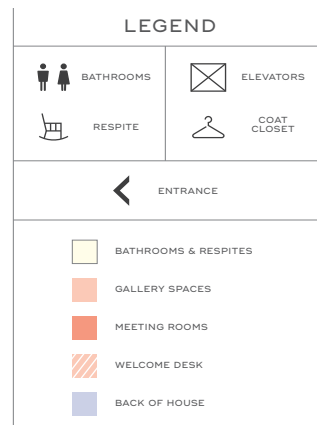 LEGEND
BATHROOMS
ELEVATORS
RESPITE
COAT
CLOSET
ENTRANCE
BATHROOMS & RESPITES
GALLERY SPACES
MEETING ROOMS
WELCOME DESK
BACK OF HOUSE